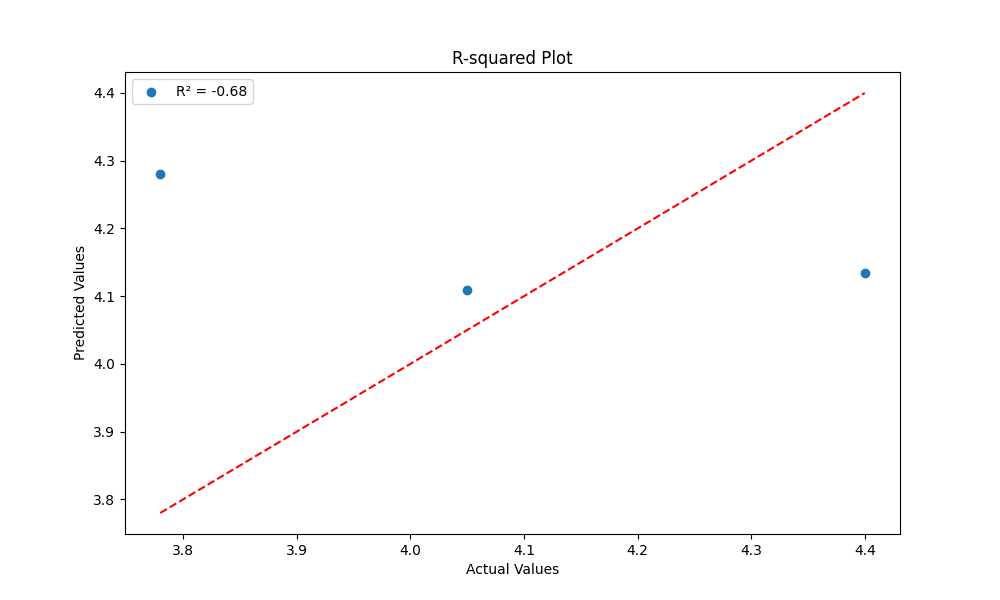 R-squared Plot
R² = -0.68
4.4
4.3
4.2
4.1
4.0
3.9
3.8
Predicted Values
3.8 3.9 4.0 4.1 4.2 4.3 4.4
Actual Values